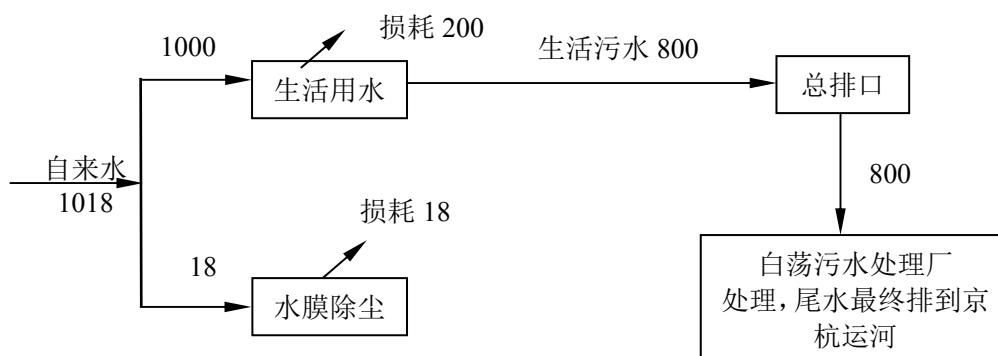 损耗 200
1000
生活污水 800
生活用水
总排口
自来水
1018
800
损耗 18
18
水膜除尘
白荡污水处理厂
处理，尾水最终排到京
杭运河